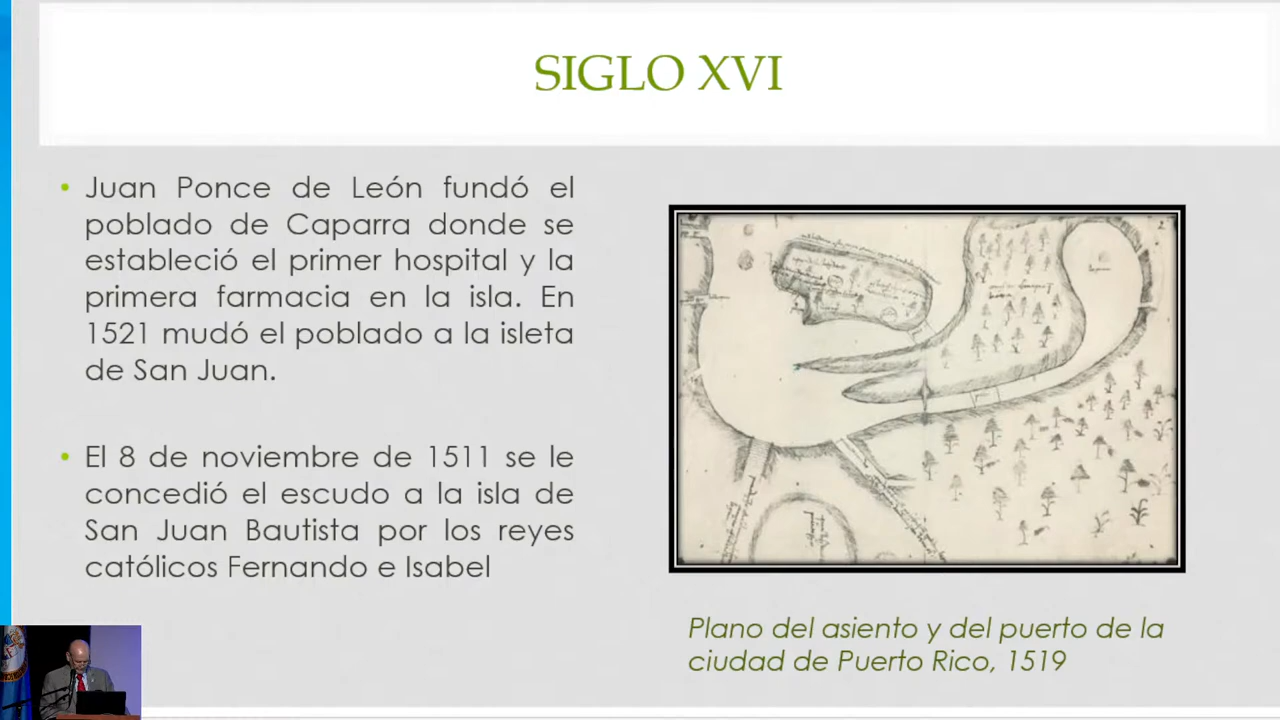 SIGLO XVI
• Juan Ponce de León fundó el
poblado de Caparra donde se
estableció el primer hospital y la
primera farmacia en la isla. En
1521 mudó el poblado a la isleta
de San Juan.
• El 8 de noviembre de 1511 se le
concedió el escudo a la isla de
San Juan Bautista por los reyes
católicos Fernando e Isabel
Plano del asiento y del puerto de la
ciudad de Puerto Rico, 1519